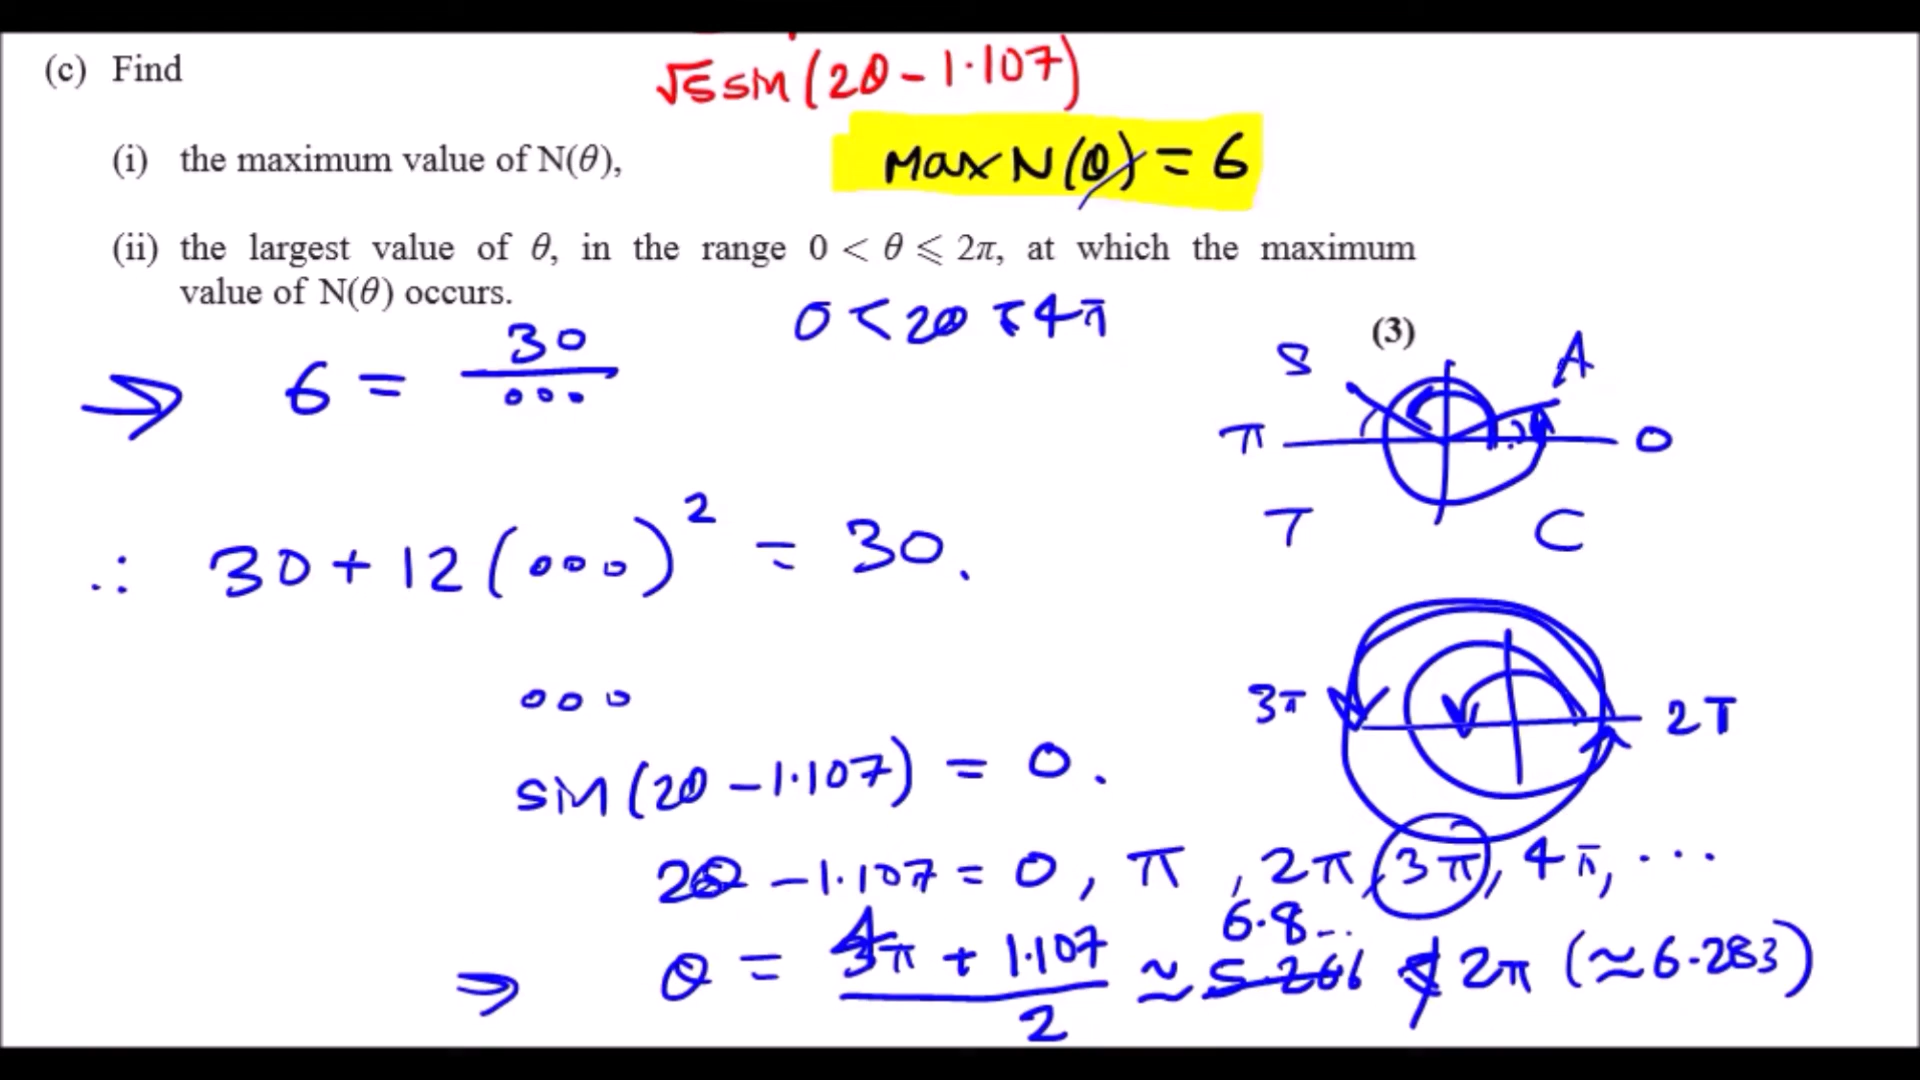 (c) Find
√5 sin(2θ - 1.107)
(i) the maximum value of N(θ),
Max N(θ) = 6
(ii) the largest value of θ, in the range 0 < θ ⩽ 2π, at which the maximum
value of N(θ) occurs.
0 < 2θ ≤ 4π
(3)
⇒ 6 = 30/°°°
S A
π 0
T C
∴ 30 + 12(°°°)² = 30.
°°°
3π 2π
sin(2θ - 1.107) = 0.
2θ - 1.107 = 0, π, 2π, 3π, 4π, ...
6.8..
⇒ θ = (4π + 1.107)/2 ≈ 5.266 ≮ 2π (≈ 6.283)